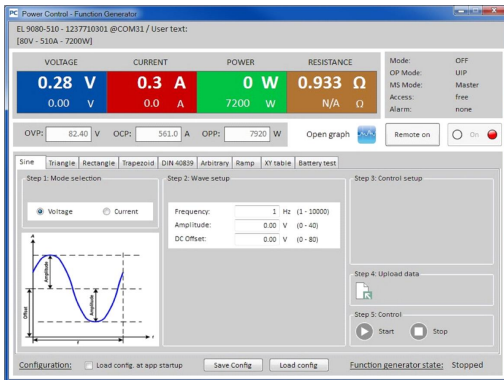 PC Power Control - Function Generator
EL 9080-510 - 1237710301 @COM31 / User text:
[80V - 510A - 7200W]
VOLTAGE CURRENT POWER RESISTANCE
0.28 V 0.3 A 0 W 0.933 Ω
0.00 V 0.0 A 7200 W N/A Ω
Mode: OFF
OP Mode: UIP
MS Mode: Master
Access: free
Alarm: none
OVP: 82.40 V OCP: 561.0 A OPP: 7920 W Open graph Remote on On
Sine Triangle Rectangle Trapezoid DIN 40839 Arbitrary Ramp XY table Battery test
Step 1: Mode selection
Voltage Current
Step 2: Wave setup
Frequency: 1 Hz (1 - 10000)
Amplitude: 0.00 V (0 - 40)
DC Offset: 0.00 V (0 - 80)
Step 3: Control setup
A
Amplitude
Amplitude
Offset
f
t
Step 4: Upload data
Step 5: Control
Start Stop
Configuration: Load config. at app startup Save Config Load config Function generator state: Stopped